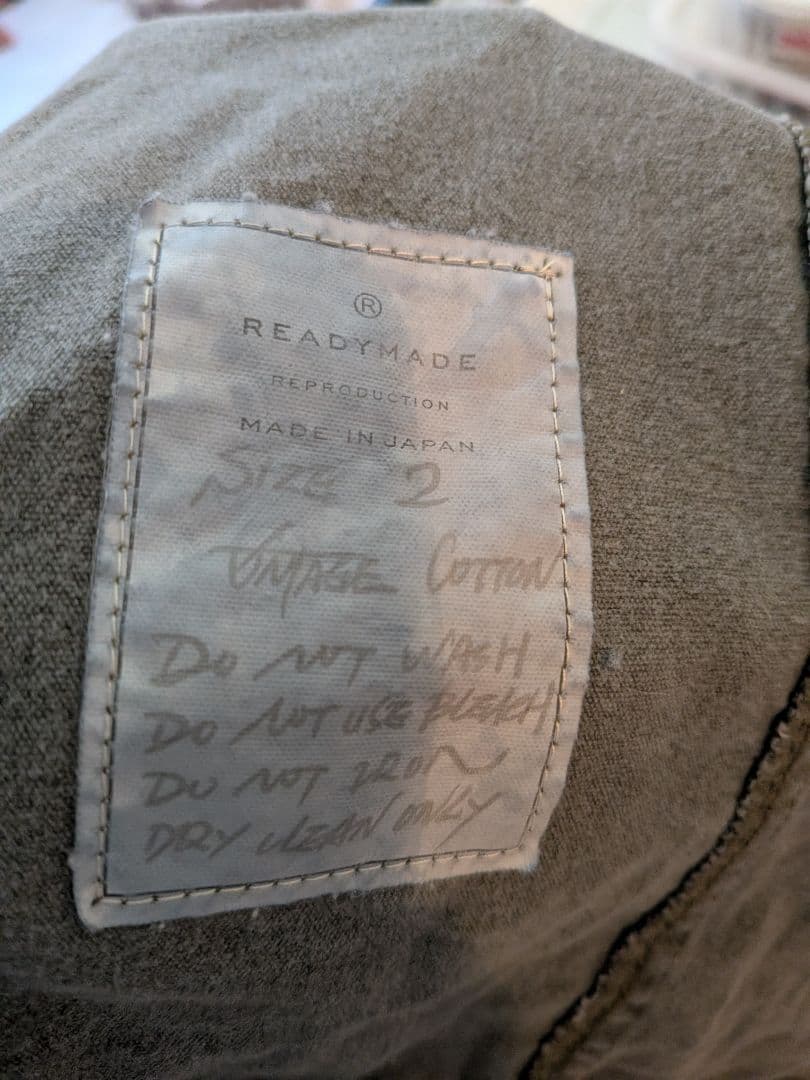 ®
READYMADE
REPRODUCTION
MADE IN JAPAN
SIZE 2
VINTAGE COTTON
DO NOT WASH
DO NOT USE BLEACH
DO NOT IRON
DRY CLEAN ONLY